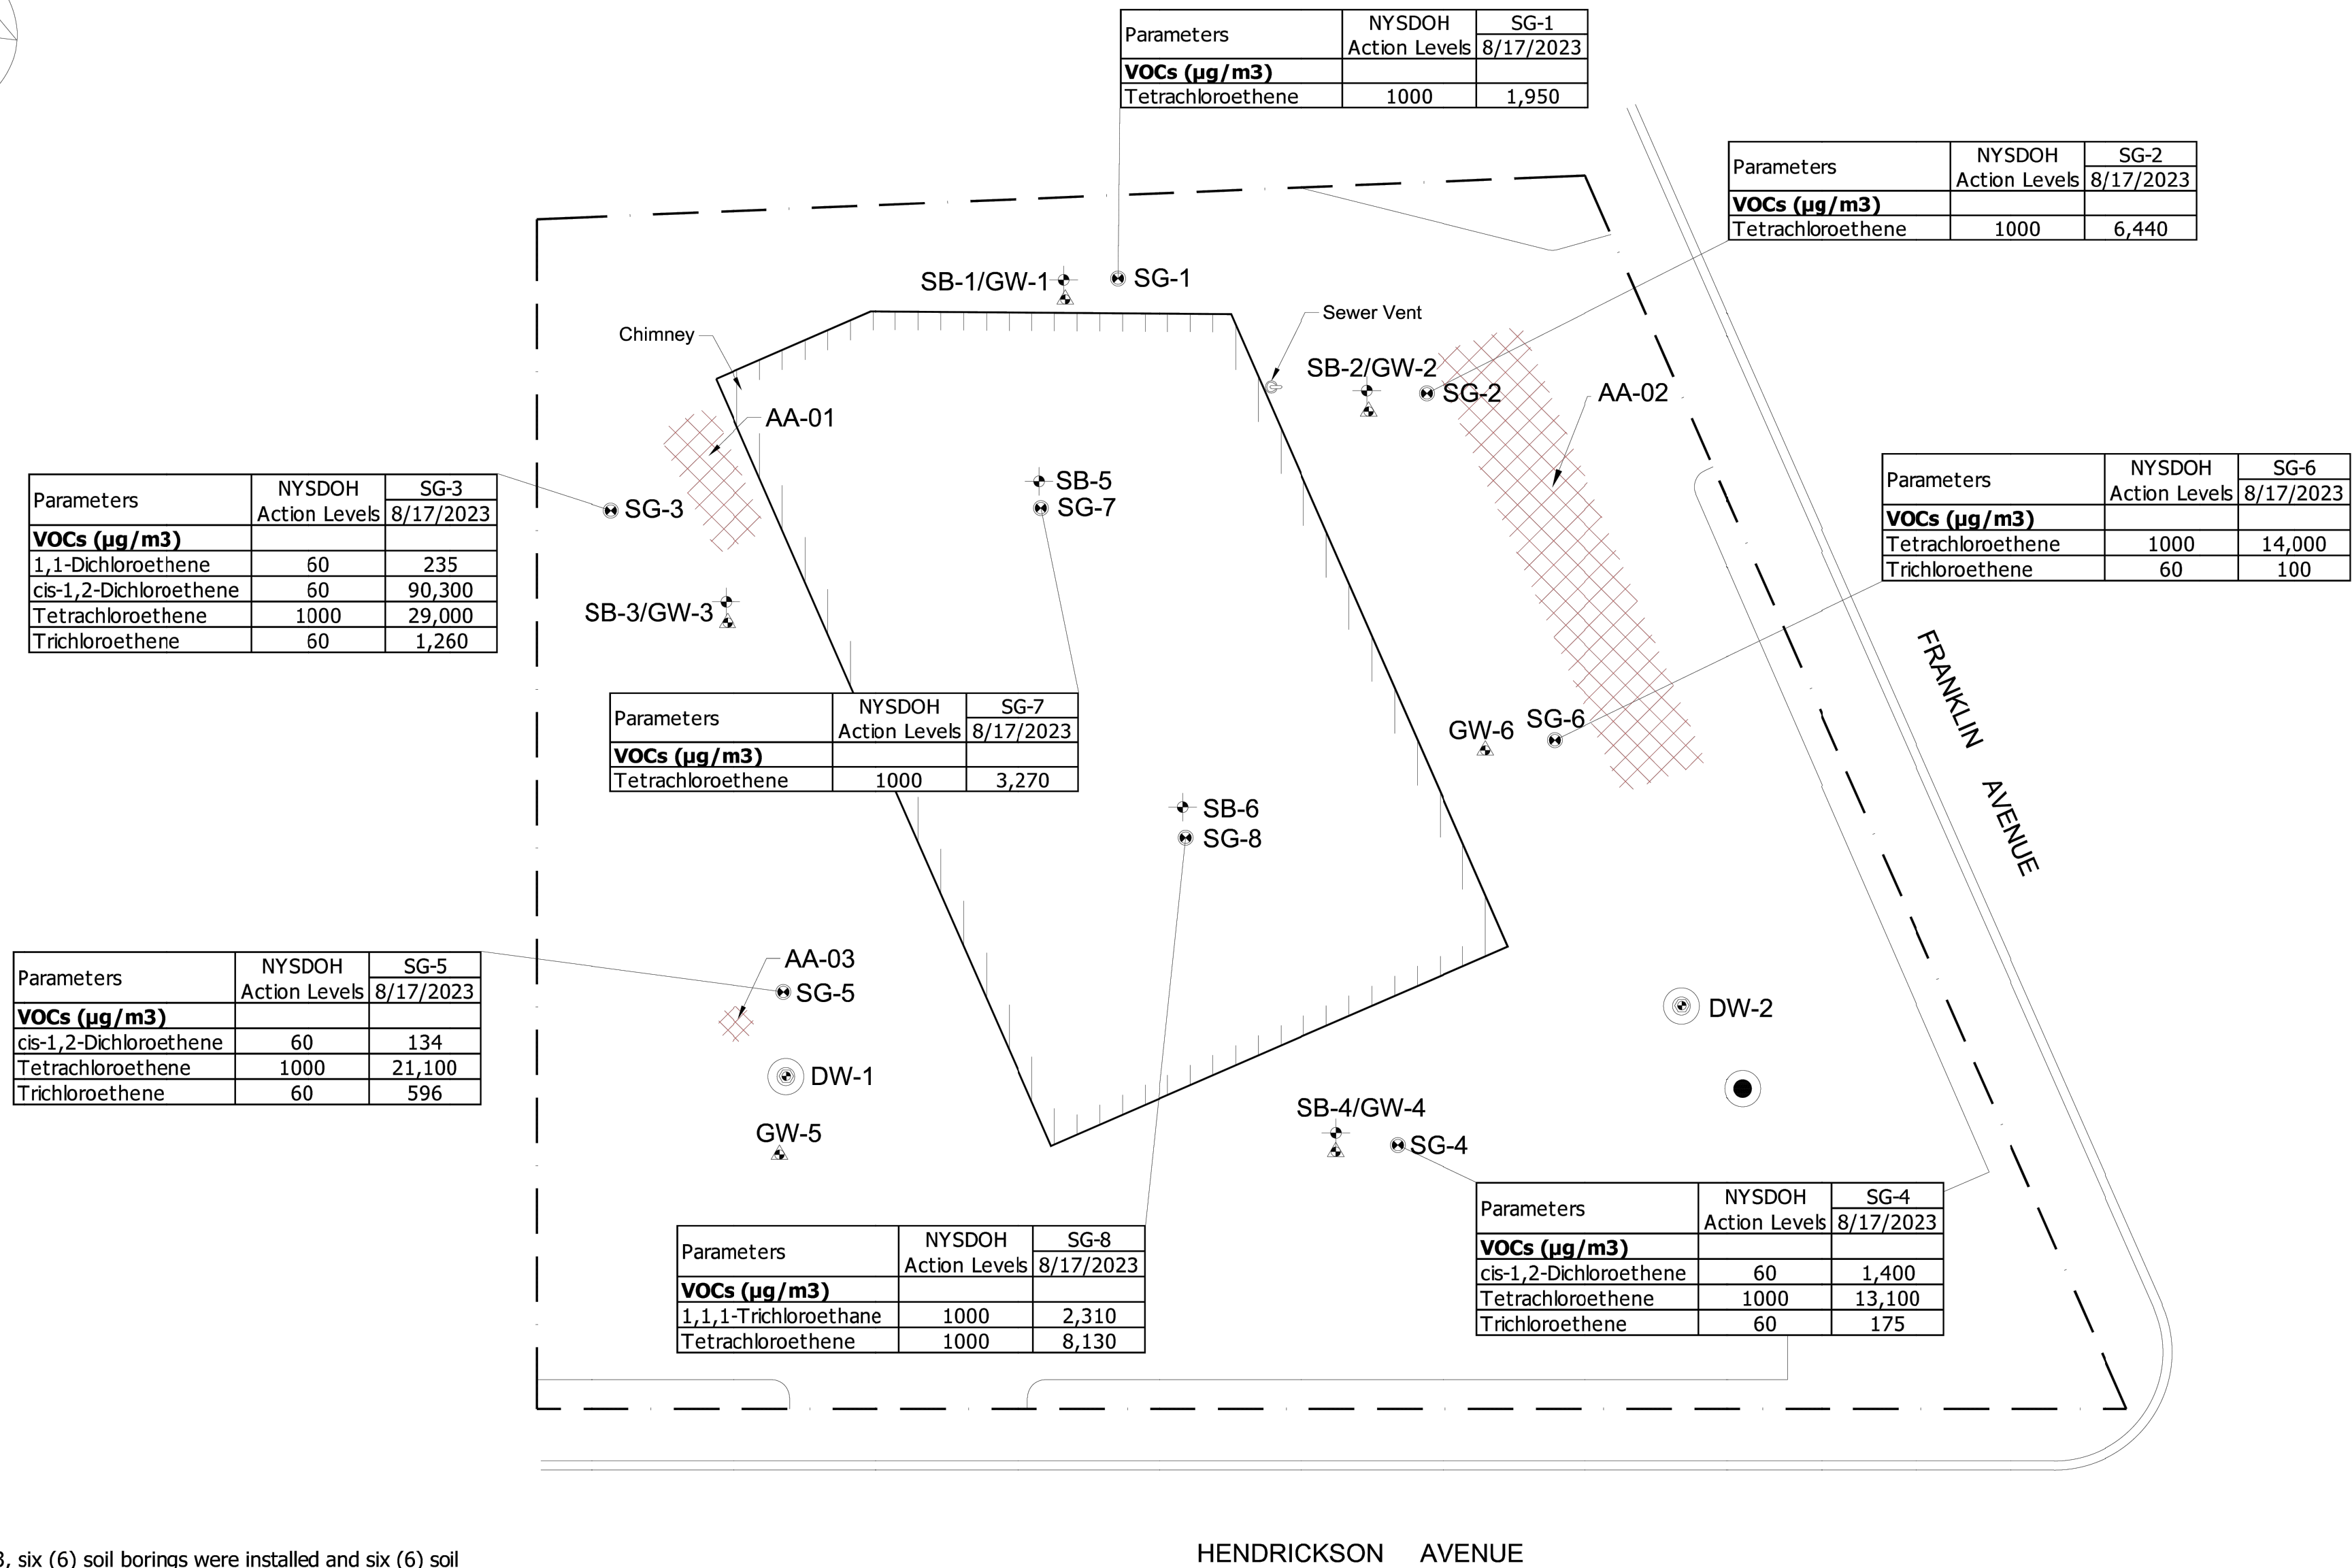 Parameters NYSDOH Action Levels SG-1 8/17/2023
VOCs (µg/m3)
Tetrachloroethene 1000 1,950
Parameters NYSDOH Action Levels SG-2 8/17/2023
VOCs (µg/m3)
Tetrachloroethene 1000 6,440
SB-1/GW-1
SG-1
Chimney
Sewer Vent
SB-2/GW-2
SG-2
AA-02
AA-01
Parameters NYSDOH Action Levels SG-3 8/17/2023
VOCs (µg/m3)
1,1-Dichloroethene 60 235
cis-1,2-Dichloroethene 60 90,300
Tetrachloroethene 1000 29,000
Trichloroethene 60 1,260
SG-3
SB-5
SG-7
Parameters NYSDOH Action Levels SG-6 8/17/2023
VOCs (µg/m3)
Tetrachloroethene 1000 14,000
Trichloroethene 60 100
SB-3/GW-3
Parameters NYSDOH Action Levels SG-7 8/17/2023
VOCs (µg/m3)
Tetrachloroethene 1000 3,270
GW-6
SG-6
FRANKLIN AVENUE
SB-6
SG-8
Parameters NYSDOH Action Levels SG-5 8/17/2023
VOCs (µg/m3)
cis-1,2-Dichloroethene 60 134
Tetrachloroethene 1000 21,100
Trichloroethene 60 596
AA-03
SG-5
DW-1
GW-5
DW-2
SB-4/GW-4
SG-4
Parameters NYSDOH Action Levels SG-8 8/17/2023
VOCs (µg/m3)
1,1,1-Trichloroethane 1000 2,310
Tetrachloroethene 1000 8,130
Parameters NYSDOH Action Levels SG-4 8/17/2023
VOCs (µg/m3)
cis-1,2-Dichloroethene 60 1,400
Tetrachloroethene 1000 13,100
Trichloroethene 60 175
HENDRICKSON AVENUE
3, six (6) soil borings were installed and six (6) soil